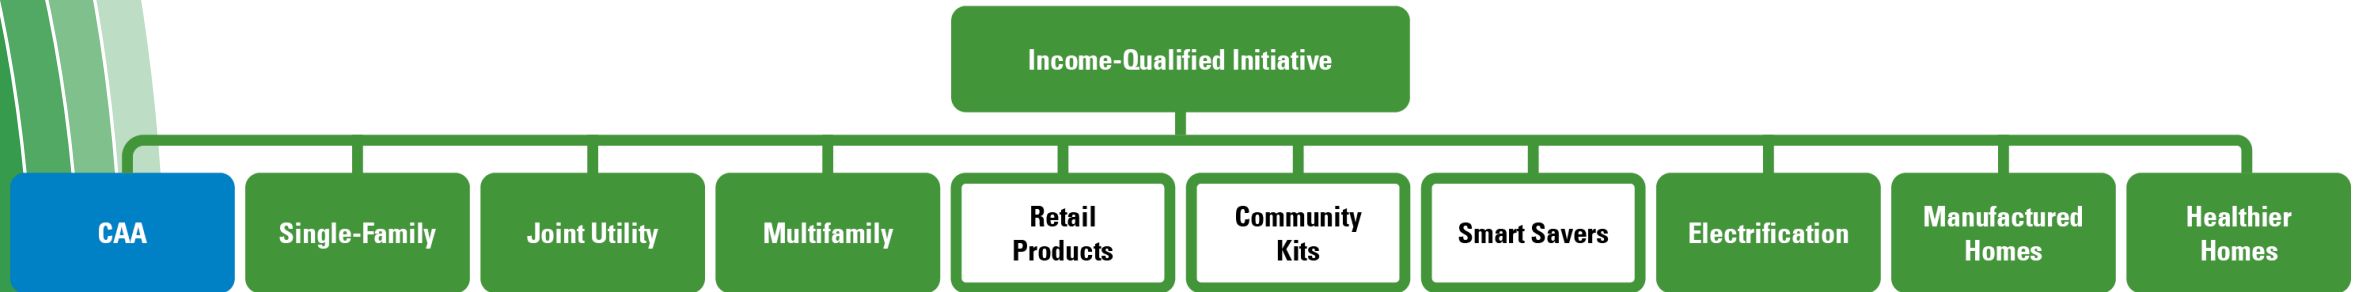 Income-Qualified Initiative
CAA
Single-Family
Joint Utility
Multifamily
Retail
Products
Community
Kits
Smart Savers
Electrification
Manufactured
Homes
Healthier
Homes